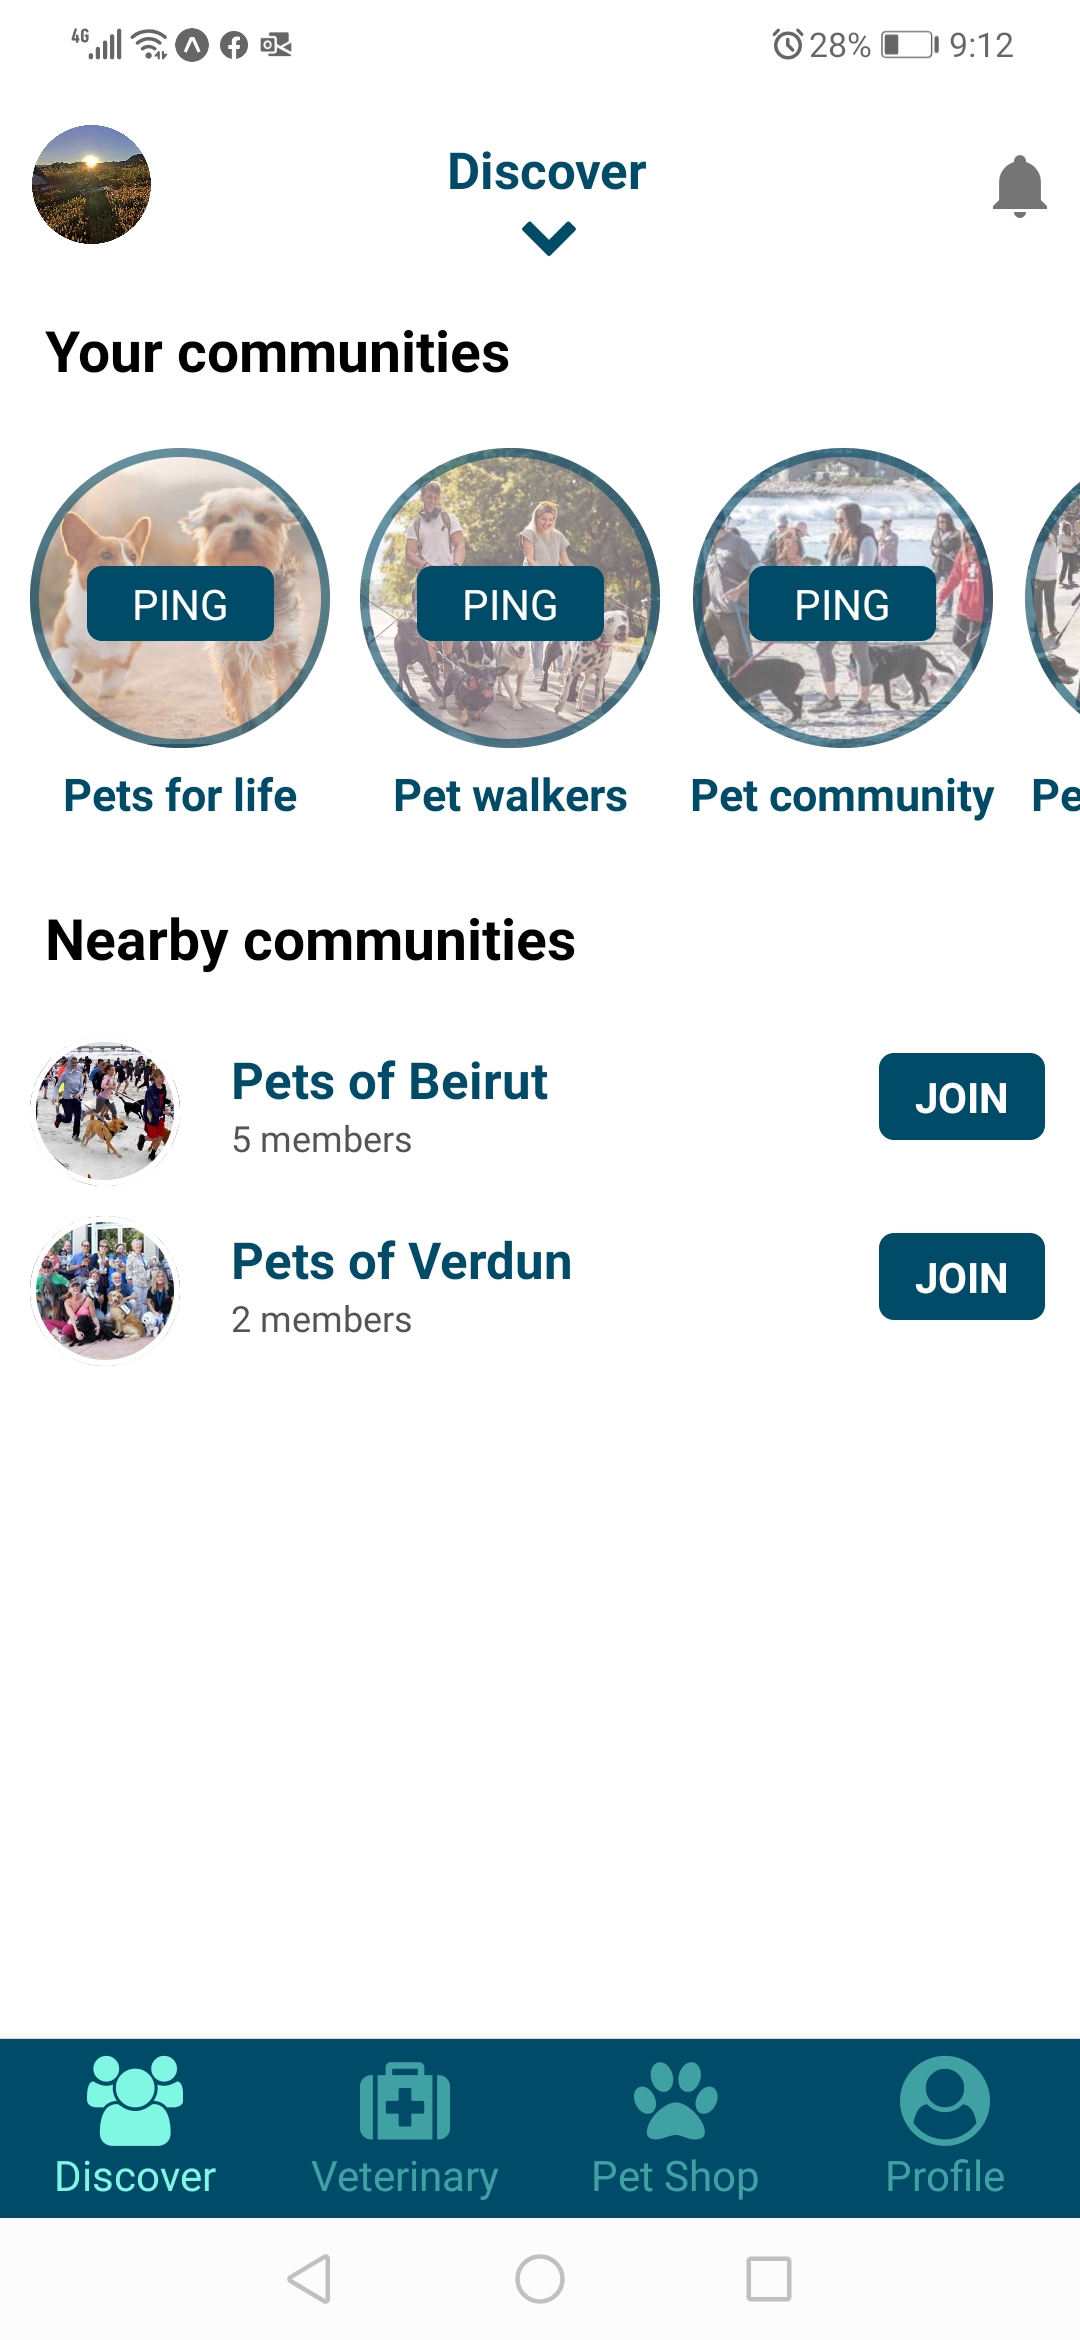 4G 28% 9:12
Discover
Your communities
PING PING PING
Pets for life Pet walkers Pet community Pe
Nearby communities
Pets of Beirut
5 members
JOIN
Pets of Verdun
2 members
JOIN
Discover Veterinary Pet Shop Profile